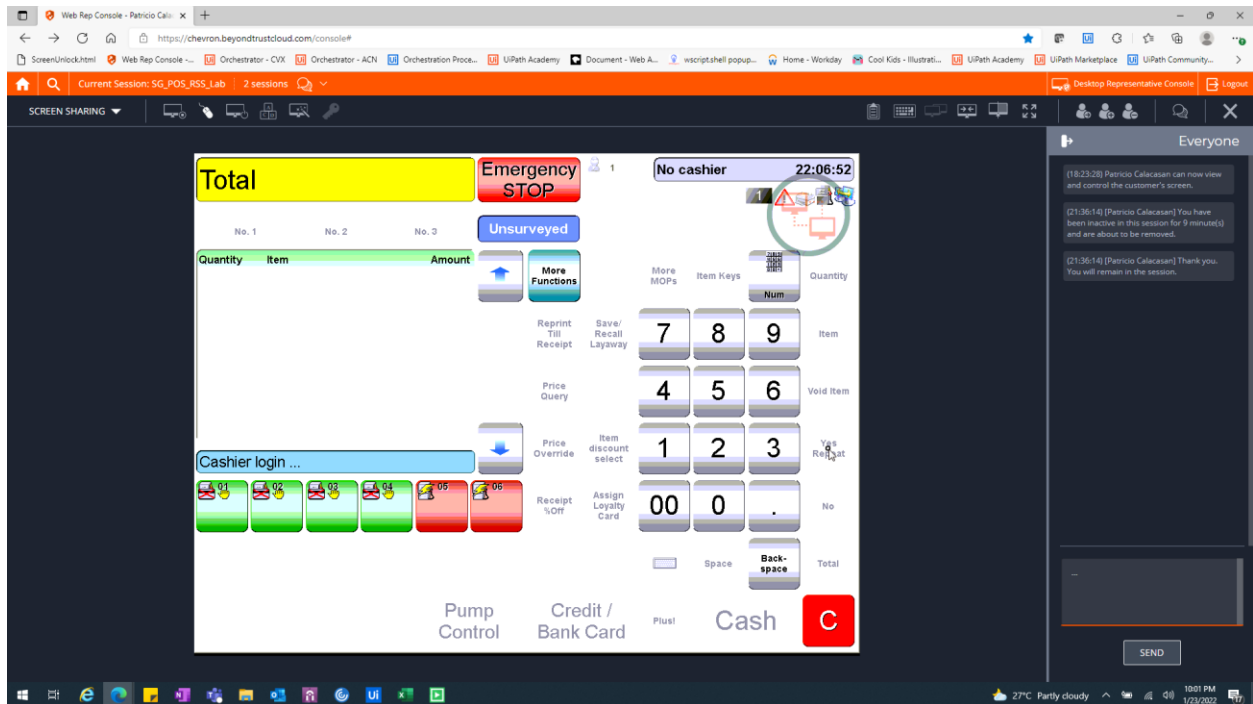 Web Rep Console - Patricio Cala
https://chevron.beyondtrustcloud.com/console#
ScreenUnlock.html
Web Rep Console -...
Orchestrator - CVX
Orchestrator - ACN
Orchestration Proce...
UiPath Academy
Document - Web A...
wscript.shell popup...
Home - Workday
Cool Kids - Illustrati...
UiPath Academy
UiPath Marketplace
UiPath Community...
Current Session: SG_POS_RSS_Lab
2 sessions
Desktop Representative Console
Logout
SCREEN SHARING
Everyone
(18:23:28) Patricio Calacasan can now view
and control the customer's screen.
(21:36:14) [Patricio Calacasan] You have
been inactive in this session for 9 minute(s)
and are about to be removed.
(21:36:14) [Patricio Calacasan] Thank you.
You will remain in the session.
Total
Emergency
STOP
1
No cashier
22:06:52
1
No. 1
No. 2
No. 3
Unsurveyed
Quantity
Item
Amount
More
Functions
More
MOPs
Item Keys
Num
Quantity
Reprint
Till
Receipt
Save/
Recall
Layaway
7
8
9
Item
Price
Query
4
5
6
Void Item
Price
Override
Item
discount
select
1
2
3
Yes
Cashier login ...
01
02
03
04
05
06
Receipt
%Off
Assign
Loyalty
Card
00
0
.
No
Space
Back-
space
Total
Pump
Control
Credit /
Bank Card
Plus!
Cash
C
...
SEND
27°C Partly cloudy
10:01 PM
1/23/2022